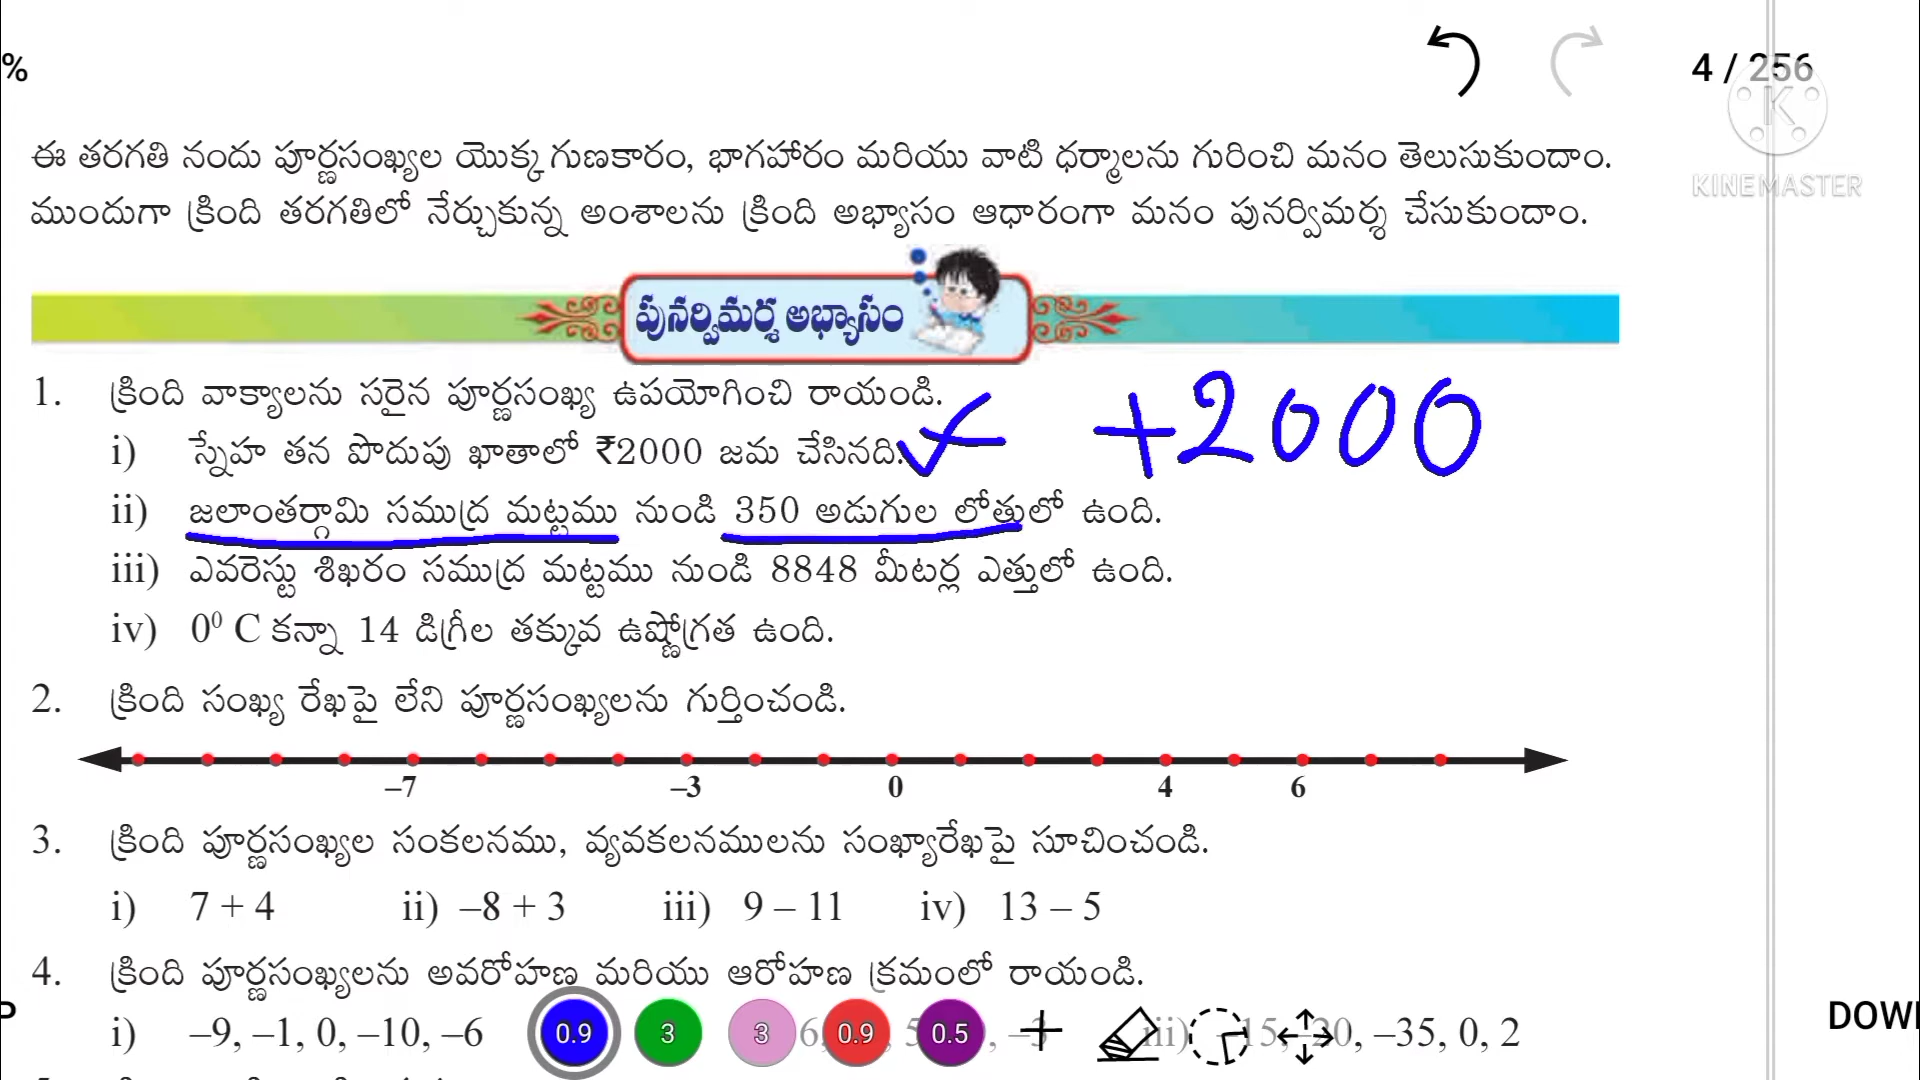 %
4 / 256
KINEMASTER
ఈ తరగతి నందు పూర్ణసంఖ్యల యొక్క గుణకారం, భాగహారం మరియు వాటి ధర్మాలను గురించి మనం తెలుసుకుందాం.
ముందుగా క్రింది తరగతిలో నేర్చుకున్న అంశాలను క్రింది అభ్యాసం ఆధారంగా మనం పునర్విమర్శ చేసుకుందాం.
పునర్విమర్శ అభ్యాసం
1. క్రింది వాక్యాలను సరైన పూర్ణసంఖ్య ఉపయోగించి రాయండి.
+2000
i) స్నేహ తన పొదుపు ఖాతాలో ₹2000 జమ చేసినది.
ii) జలాంతర్గామి సముద్ర మట్టము నుండి 350 అడుగుల లోతులో ఉంది.
iii) ఎవరెస్టు శిఖరం సముద్ర మట్టము నుండి 8848 మీటర్ల ఎత్తులో ఉంది.
iv) 0⁰ C కన్నా 14 డిగ్రీల తక్కువ ఉష్ణోగ్రత ఉంది.
2. క్రింది సంఖ్య రేఖపై లేని పూర్ణసంఖ్యలను గుర్తించండి.
–7 –3 0 4 6
3. క్రింది పూర్ణసంఖ్యల సంకలనము, వ్యవకలనములను సంఖ్యారేఖపై సూచించండి.
i) 7 + 4 ii) –8 + 3 iii) 9 – 11 iv) 13 – 5
4. క్రింది పూర్ణసంఖ్యలను అవరోహణ మరియు ఆరోహణ క్రమంలో రాయండి.
i) –9, –1, 0, –10, –6 0.9 3 3 0.9 0.5 iii) –15, –20, –35, 0, 2
DOW